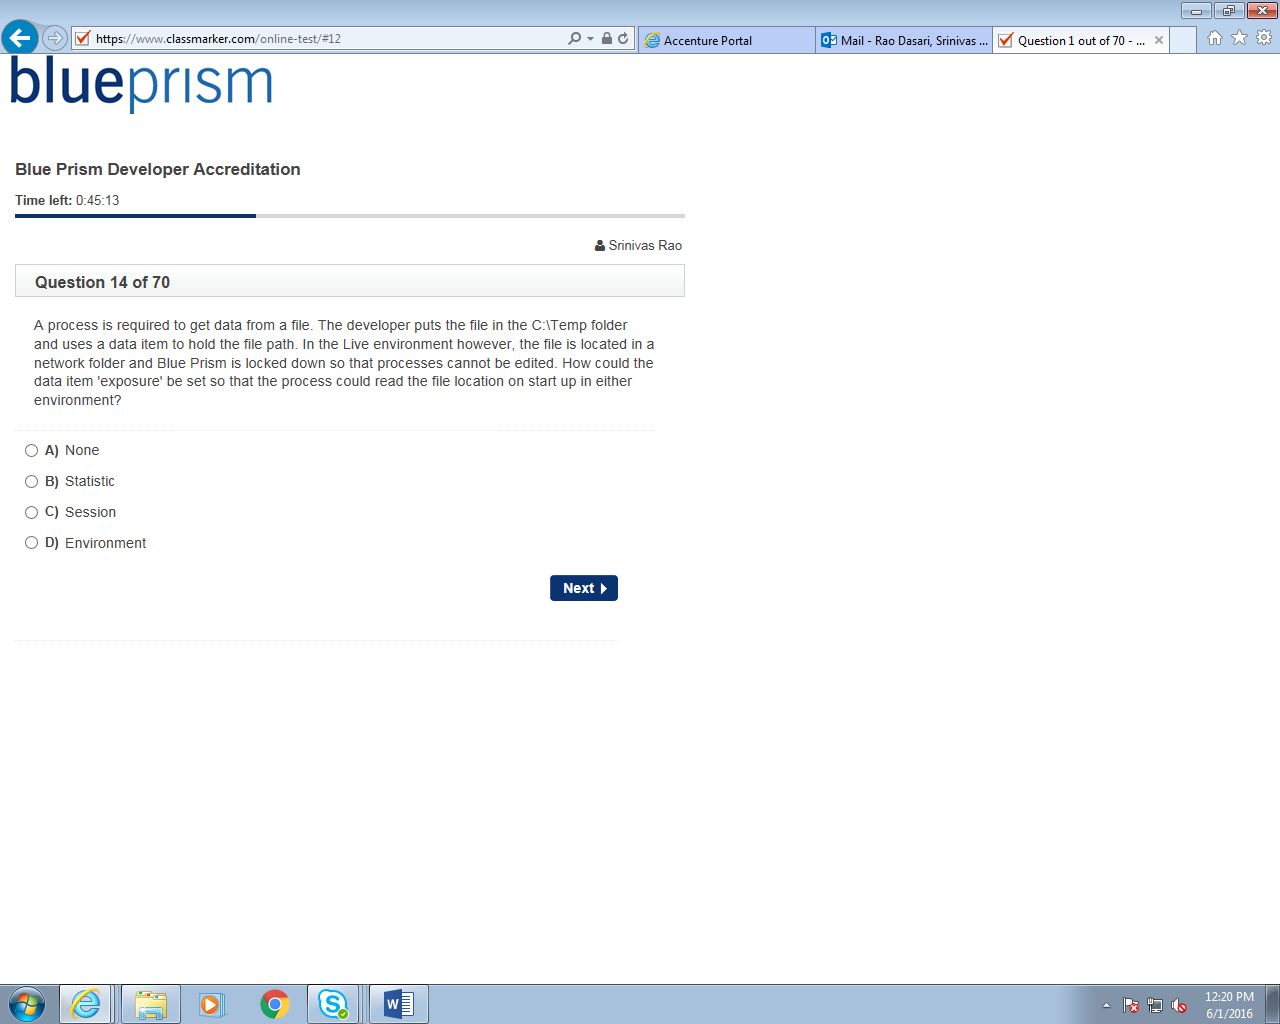 https://www.classmarker.com/online-test/#12
Accenture Portal
Mail - Rao Dasari, Srinivas ...
Question 1 out of 70 - ...
blueprism
Blue Prism Developer Accreditation
Time left: 0:45:13
Srinivas Rao
Question 14 of 70
A process is required to get data from a file. The developer puts the file in the C:\Temp folder
and uses a data item to hold the file path. In the Live environment however, the file is located in a
network folder and Blue Prism is locked down so that processes cannot be edited. How could the
data item 'exposure' be set so that the process could read the file location on start up in either
environment?
A) None
B) Statistic
C) Session
D) Environment
Next
12:20 PM
6/1/2016